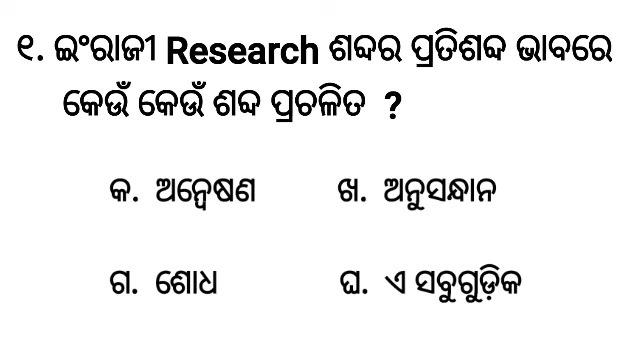 ୧. ଇଂରାଜୀ Research ଶବ୍ଦର ପ୍ରତିଶବ୍ଦ ଭାବରେ
କେଉଁ କେଉଁ ଶବ୍ଦ ପ୍ରଚଳିତ ?
କ. ଅନ୍ୱେଷଣ ଖ. ଅନୁସନ୍ଧାନ
ଗ. ଶୋଧ ଘ. ଏ ସବୁଗୁଡ଼ିକ